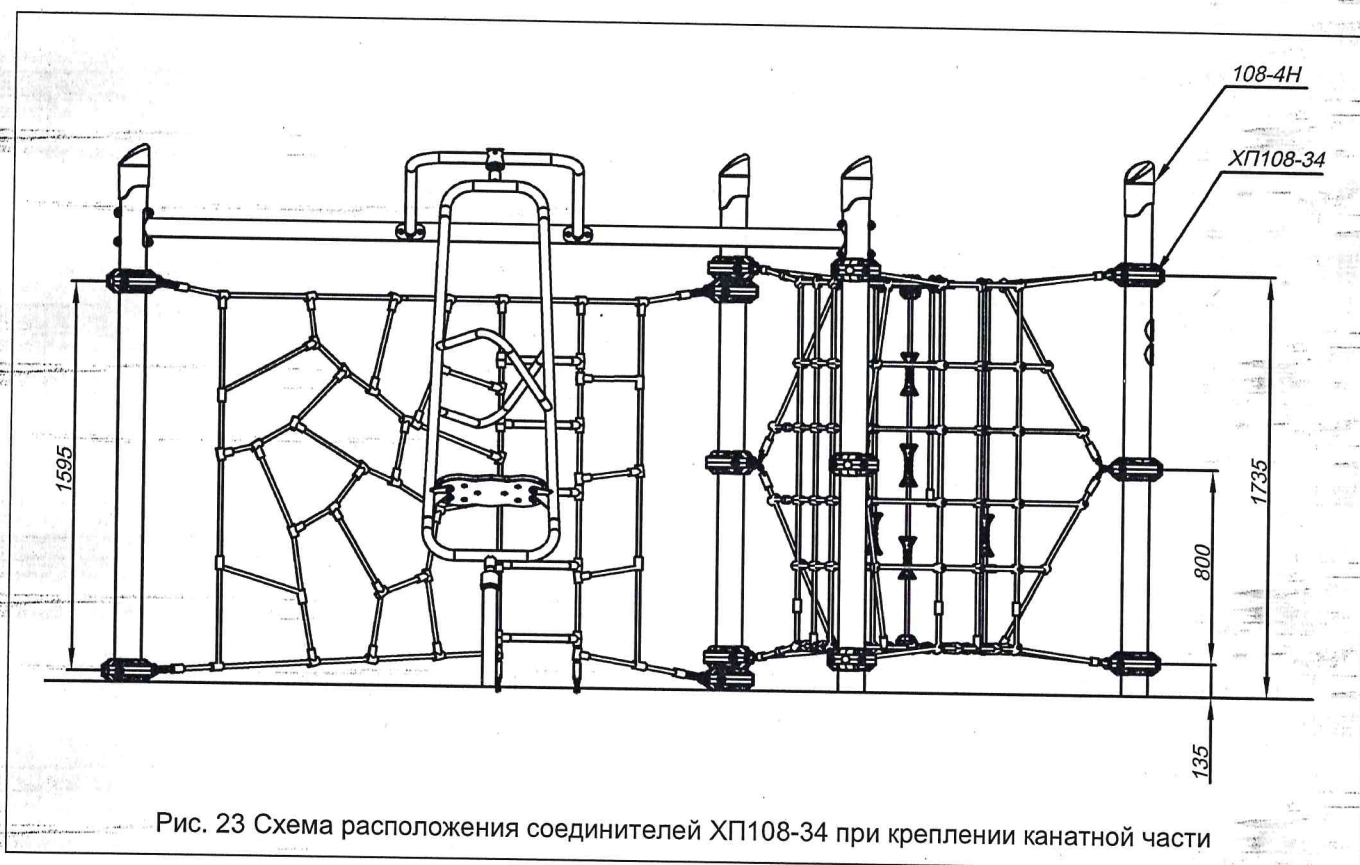 108-4Н
ХП108-34
1595
1735
800
135
Рис. 23 Схема расположения соединителей ХП108-34 при креплении канатной части